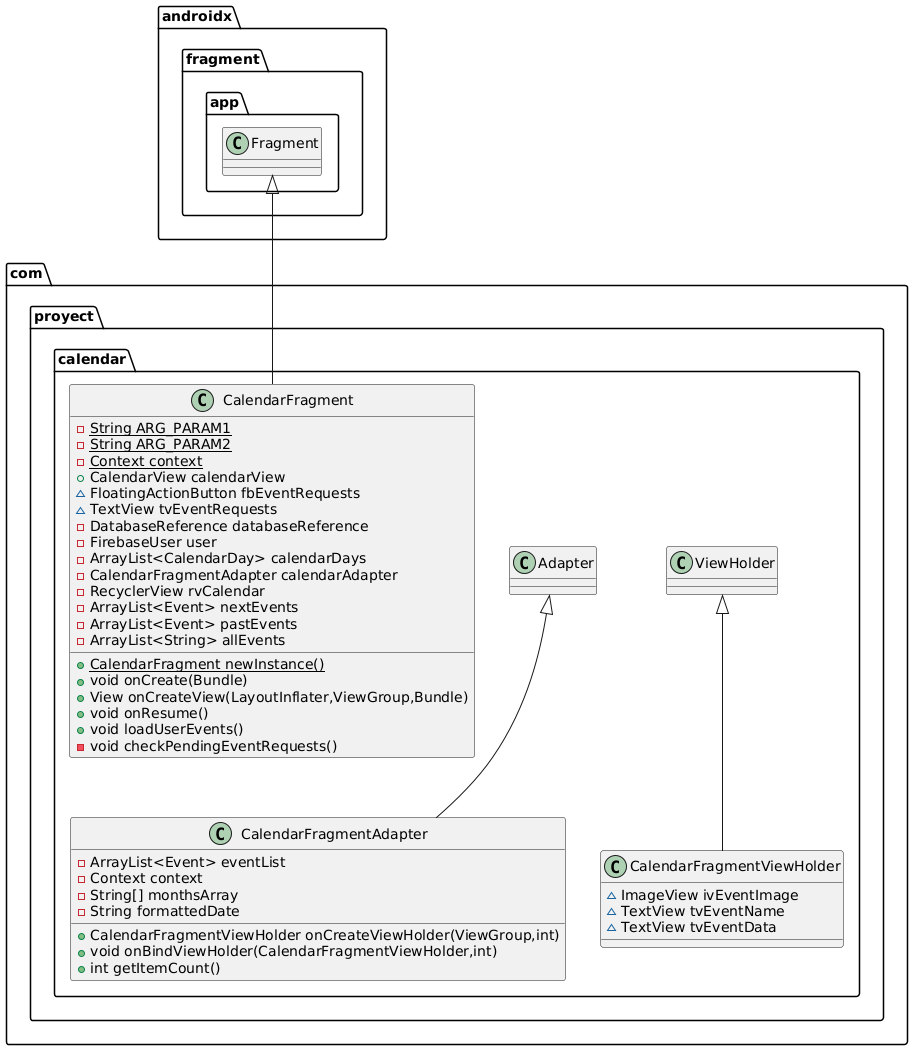 androidx
fragment
app
C Fragment
com
proyect
calendar
C CalendarFragment
String ARG_PARAM1
String ARG_PARAM2
Context context
CalendarView calendarView
FloatingActionButton fbEventRequests
TextView tvEventRequests
DatabaseReference databaseReference
FirebaseUser user
ArrayList<CalendarDay> calendarDays
CalendarFragmentAdapter calendarAdapter
RecyclerView rvCalendar
ArrayList<Event> nextEvents
ArrayList<Event> pastEvents
ArrayList<String> allEvents
CalendarFragment newInstance()
void onCreate(Bundle)
View onCreateView(LayoutInflater,ViewGroup,Bundle)
void onResume()
void loadUserEvents()
void checkPendingEventRequests()
C Adapter
C ViewHolder
C CalendarFragmentAdapter
ArrayList<Event> eventList
Context context
String[] monthsArray
String formattedDate
CalendarFragmentViewHolder onCreateViewHolder(ViewGroup,int)
void onBindViewHolder(CalendarFragmentViewHolder,int)
int getItemCount()
C CalendarFragmentViewHolder
ImageView ivEventImage
TextView tvEventName
TextView tvEventData